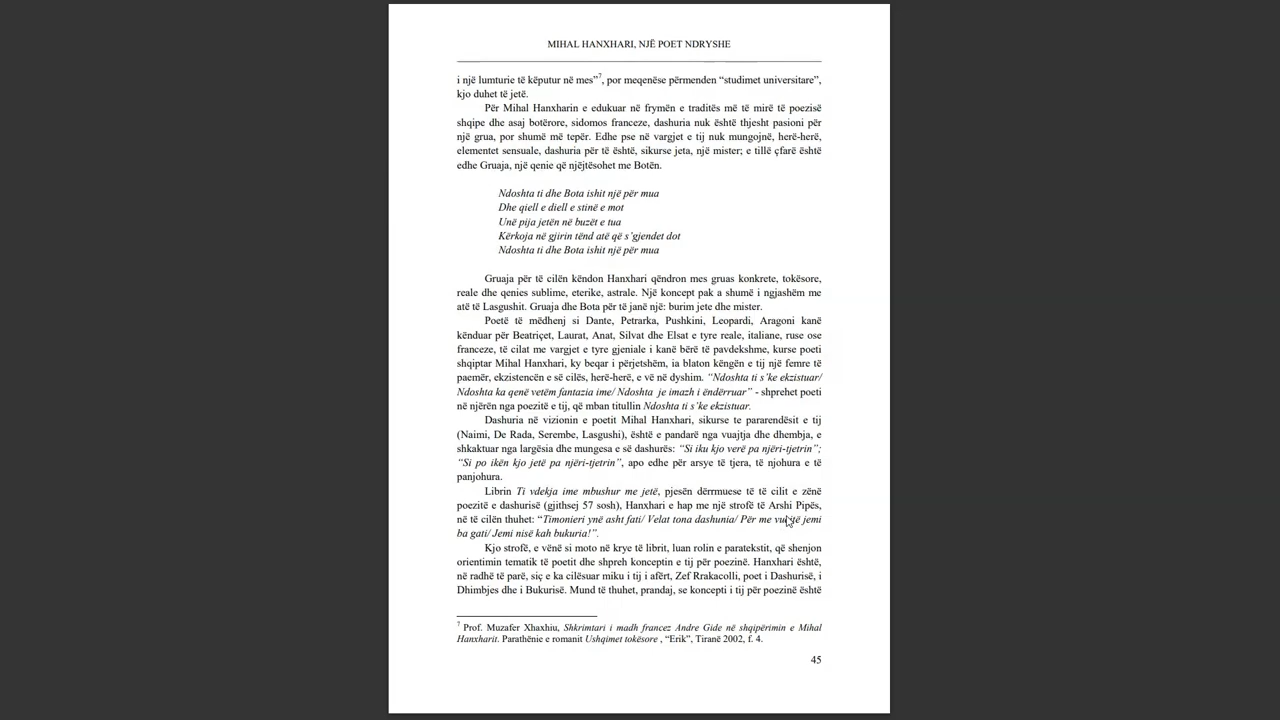 MIHAL HANXHARI, NJË POET NDRYSHE
i një lumturie të këputur në mes”7, por meqenëse përmenden “studimet universitare”,
kjo duhet të jetë.
Për Mihal Hanxharin e edukuar në frymën e traditës më të mirë të poezisë
shqipe dhe asaj botërore, sidomos franceze, dashuria nuk është thjesht pasioni për
një grua, por shumë më tepër. Edhe pse në vargjet e tij nuk mungojnë, herë-herë,
elementet sensuale, dashuria për të është, sikurse jeta, një mister; e tillë çfarë është
edhe Gruaja, një qenie që njëjtësohet me Botën.
Ndoshta ti dhe Bota ishit një për mua
Dhe qiell e diell e stinë e mot
Unë pija jetën në buzët e tua
Kërkoja në gjirin tënd atë që s’gjendet dot
Ndoshta ti dhe Bota ishit një për mua
Gruaja për të cilën këndon Hanxhari qëndron mes gruas konkrete, tokësore,
reale dhe qenies sublime, eterike, astrale. Një koncept pak a shumë i ngjashëm me
atë të Lasgushit. Gruaja dhe Bota për të janë një: burim jete dhe mister.
Poetë të mëdhenj si Dante, Petrarka, Pushkini, Leopardi, Aragoni kanë
kënduar për Beatriçet, Laurat, Anat, Silvat dhe Elsat e tyre reale, italiane, ruse ose
franceze, të cilat me vargjet e tyre gjeniale i kanë bërë të pavdekshme, kurse poeti
shqiptar Mihal Hanxhari, ky beqar i përjetshëm, ia blaton këngën e tij një femre të
paemër, ekzistencën e së cilës, herë-herë, e vë në dyshim. “Ndoshta ti s’ke ekzistuar/
Ndoshta ka qenë vetëm fantazia ime/ Ndoshta je imazh i ëndërruar” - shprehet poeti
në njërën nga poezitë e tij, që mban titullin Ndoshta ti s’ke ekzistuar.
Dashuria në vizionin e poetit Mihal Hanxhari, sikurse te pararendësit e tij
(Naimi, De Rada, Serembe, Lasgushi), është e pandarë nga vuajtja dhe dhembja, e
shkaktuar nga largësia dhe mungesa e së dashurës: “Si iku kjo verë pa njëri-tjetrin”;
“Si po ikën kjo jetë pa njëri-tjetrin”, apo edhe për arsye të tjera, të njohura e të
panjohura.
Librin Ti vdekja ime mbushur me jetë, pjesën dërrmuese të të cilit e zënë
poezitë e dashurisë (gjithsej 57 sosh), Hanxhari e hap me një strofë të Arshi Pipës,
në të cilën thuhet: “Timonieri ynë asht fati/ Velat tona dashunia/ Për me jemi
ba gati/ Jemi nisë kah bukuria!”.
Kjo strofë, e vënë si moto në krye të librit, luan rolin e paratekstit, që shenjon
orientimin tematik të poetit dhe shpreh konceptin e tij për poezinë. Hanxhari është,
në radhë të parë, siç e ka cilësuar miku i tij i afërt, Zef Rrakacolli, poet i Dashurisë, i
Dhimbjes dhe i Bukurisë. Mund të thuhet, prandaj, se koncepti i tij për poezinë është
7 Prof. Muzafer Xhaxhiu, Shkrimtari i madh francez Andre Gide në shqipërimin e Mihal
Hanxharit. Parathënie e romanit Ushqimet tokësore , “Erik”, Tiranë 2002, f. 4.
45